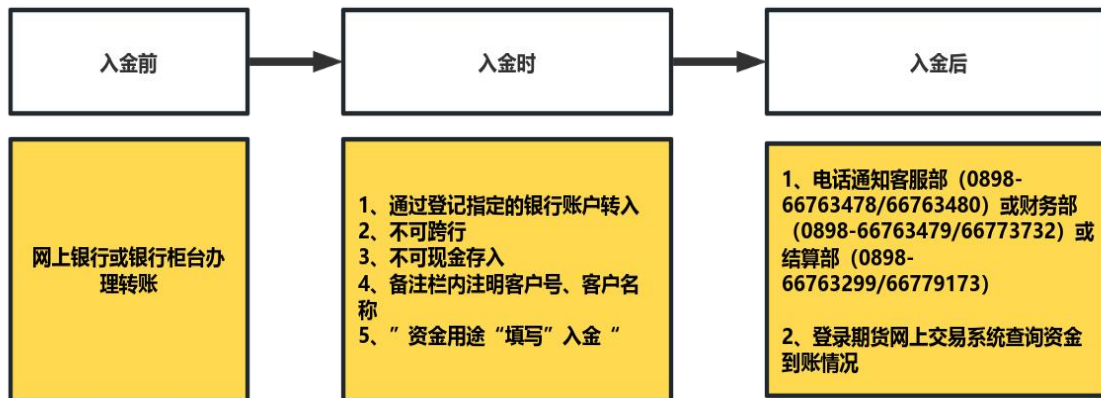 入金前
入金时
入金后
网上银行或银行柜台办
理转账
1、通过登记指定的银行账户转入
2、不可跨行
3、不可现金存入
4、备注栏内注明客户号、客户名
称
5、”资金用途“填写”入金“
1、电话通知客服部（0898-
66763478/66763480）或财务部
（0898-66763479/66773732）或
结算部（0898-
66763299/66779173）
2、登录期货网上交易系统查询资金
到账情况